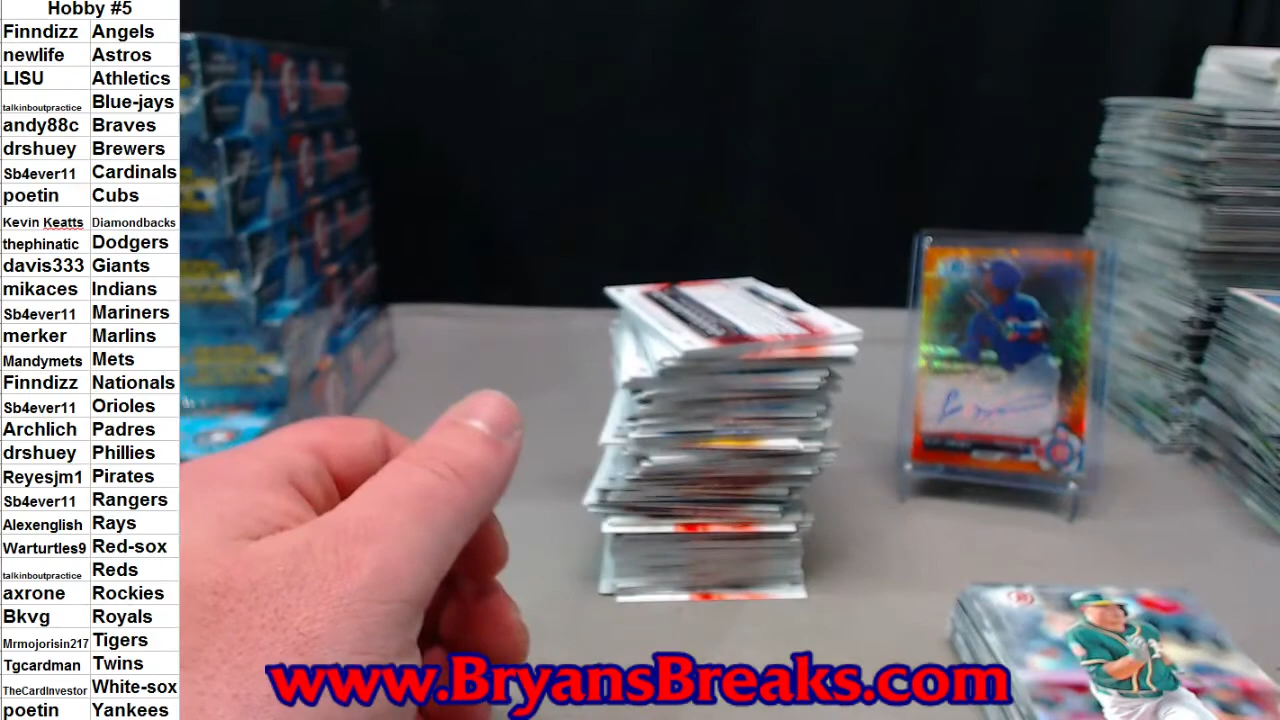 Hobby #5
Finndizz Angels
newlife Astros
LISU Athletics
talkinboutpractice Blue-jays
andy88c Braves
drshuey Brewers
Sb4ever11 Cardinals
poetin Cubs
Kevin Keatts Diamondbacks
thephinatic Dodgers
davis333 Giants
mikaces Indians
Sb4ever11 Mariners
merker Marlins
Mandymets Mets
Finndizz Nationals
Sb4ever11 Orioles
Archlich Padres
drshuey Phillies
Reyesjm1 Pirates
Sb4ever11 Rangers
Alexenglish Rays
Warturtles9 Red-sox
talkinboutpractice Reds
axrone Rockies
Bkvg Royals
Mrmojorisin217 Tigers
Tgcardman Twins
TheCardInvestor White-sox
poetin Yankees
www.BryansBreaks.com